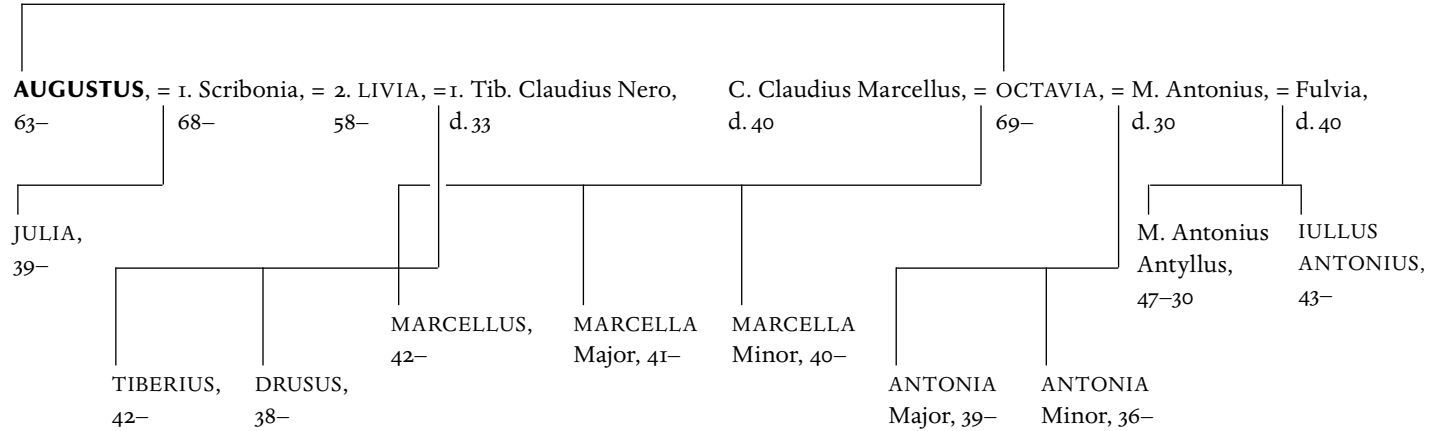 AUGUSTUS, = 1. Scribonia, = 2. LIVIA, =1. Tib. Claudius Nero, C. Claudius Marcellus, = OCTAVIA, = M. Antonius, = Fulvia,
63– 68– 58– d. 33 d. 40 69– d. 30 d. 40
JULIA,
39–
M. Antonius
Antyllus,
47–30
IULLUS
ANTONIUS,
43–
MARCELLUS,
42–
MARCELLA
Major, 41–
MARCELLA
Minor, 40–
TIBERIUS,
42–
DRUSUS,
38–
ANTONIA
Major, 39–
ANTONIA
Minor, 36–